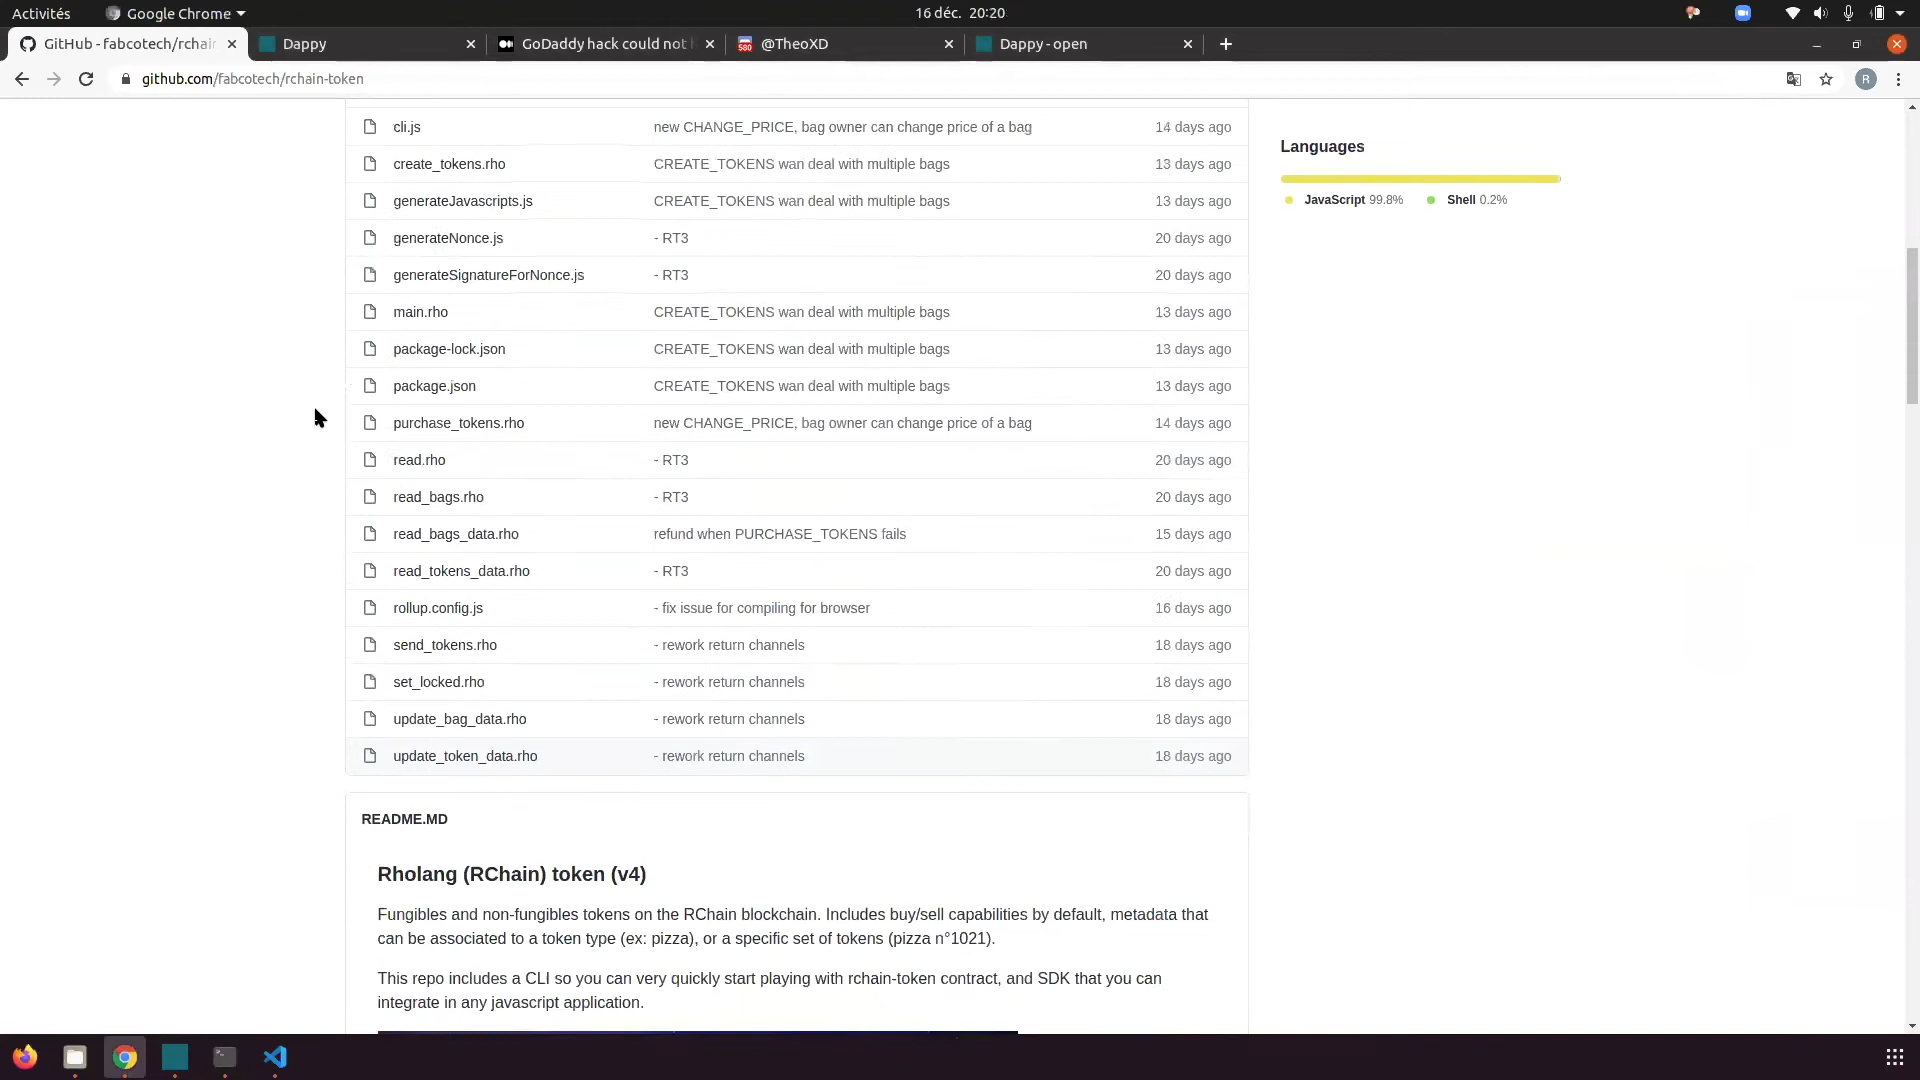 Activités
Google Chrome
16 déc. 20:20
GitHub - fabcotech/rchain
Dappy
GoDaddy hack could not
580
@TheoXD
Dappy - open
github.com/fabcotech/rchain-token
R
cli.js new CHANGE_PRICE, bag owner can change price of a bag 14 days ago
create_tokens.rho CREATE_TOKENS wan deal with multiple bags 13 days ago
generateJavascripts.js CREATE_TOKENS wan deal with multiple bags 13 days ago
generateNonce.js - RT3 20 days ago
generateSignatureForNonce.js - RT3 20 days ago
main.rho CREATE_TOKENS wan deal with multiple bags 13 days ago
package-lock.json CREATE_TOKENS wan deal with multiple bags 13 days ago
package.json CREATE_TOKENS wan deal with multiple bags 13 days ago
purchase_tokens.rho new CHANGE_PRICE, bag owner can change price of a bag 14 days ago
read.rho - RT3 20 days ago
read_bags.rho - RT3 20 days ago
read_bags_data.rho refund when PURCHASE_TOKENS fails 15 days ago
read_tokens_data.rho - RT3 20 days ago
rollup.config.js - fix issue for compiling for browser 16 days ago
send_tokens.rho - rework return channels 18 days ago
set_locked.rho - rework return channels 18 days ago
update_bag_data.rho - rework return channels 18 days ago
update_token_data.rho - rework return channels 18 days ago
Languages
JavaScript 99.8% Shell 0.2%
README.MD
Rholang (RChain) token (v4)
Fungibles and non-fungibles tokens on the RChain blockchain. Includes buy/sell capabilities by default, metadata that
can be associated to a token type (ex: pizza), or a specific set of tokens (pizza n°1021).
This repo includes a CLI so you can very quickly start playing with rchain-token contract, and SDK that you can
integrate in any javascript application.